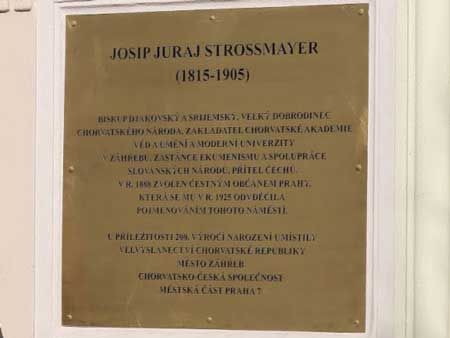 JOSIP JURAJ STROSSMAYER
(1815-1905)
BISKUP DJAKOVSKÝ A SRIJEMSKÝ, VELKÝ DOBRODINEC
CHORVATSKÉHO NÁRODA, ZAKLADATEL CHORVATSKÉ AKADEMIE
VĚD A UMĚNÍ A MODERNÍ UNIVERZITY
V ZÁHŘEBU, ZASTÁNCE EKUMENISMU A SPOLUPRÁCE
SLOVANSKÝCH NÁRODŮ, PŘÍTEL ČECHŮ.
V R. 1888 ZVOLEN ČESTNÝM OBČANEM PRAHY,
KTERÁ SE MU V R. 1925 ODVDĚČILA
POJMENOVÁNÍM TOHOTO NÁMĚSTÍ.
U PŘÍLEŽITOSTI 200. VÝROČÍ NAROZENÍ UMÍSTILY
VELVYSLANECTVÍ CHORVATSKÉ REPUBLIKY
MĚSTO ZÁHŘEB
CHORVATSKO-ČESKÁ SPOLEČNOST
MĚSTSKÁ ČÁST PRAHA 7